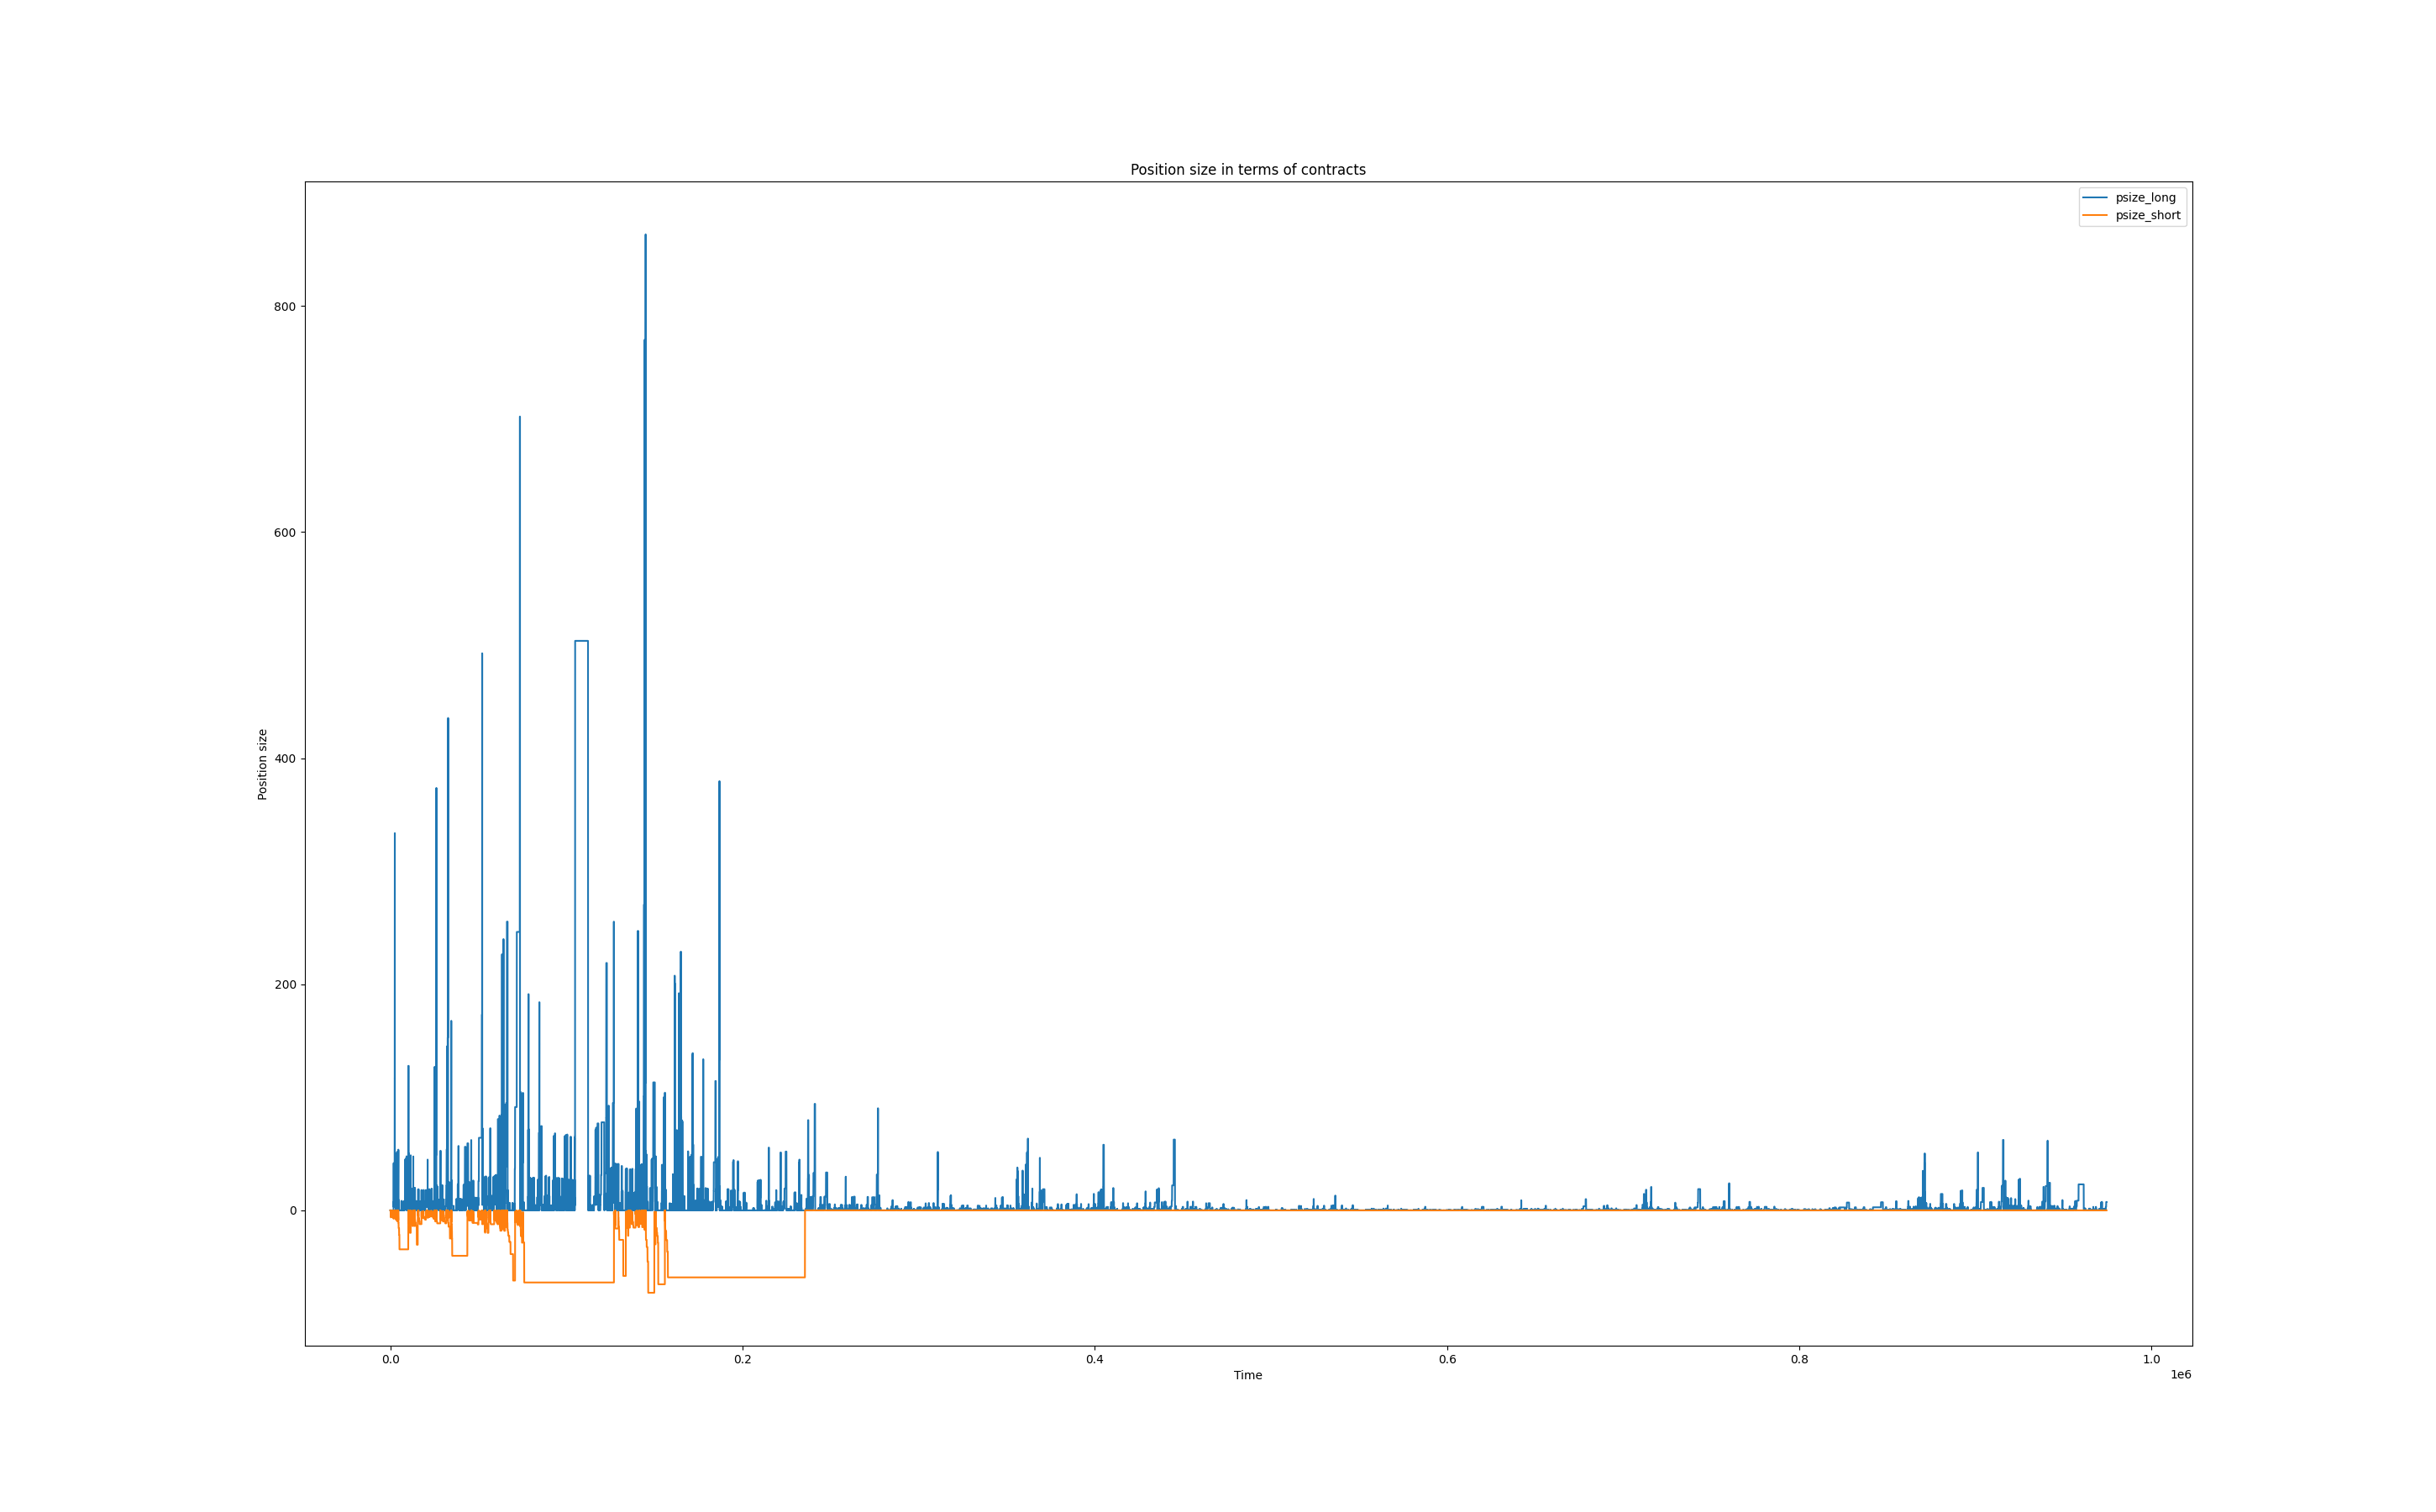 Position size in terms of contracts
psize_long
psize_short
Position size
800
600
400
200
0
0.0
0.2
0.4
0.6
0.8
1.0
1e6
Time